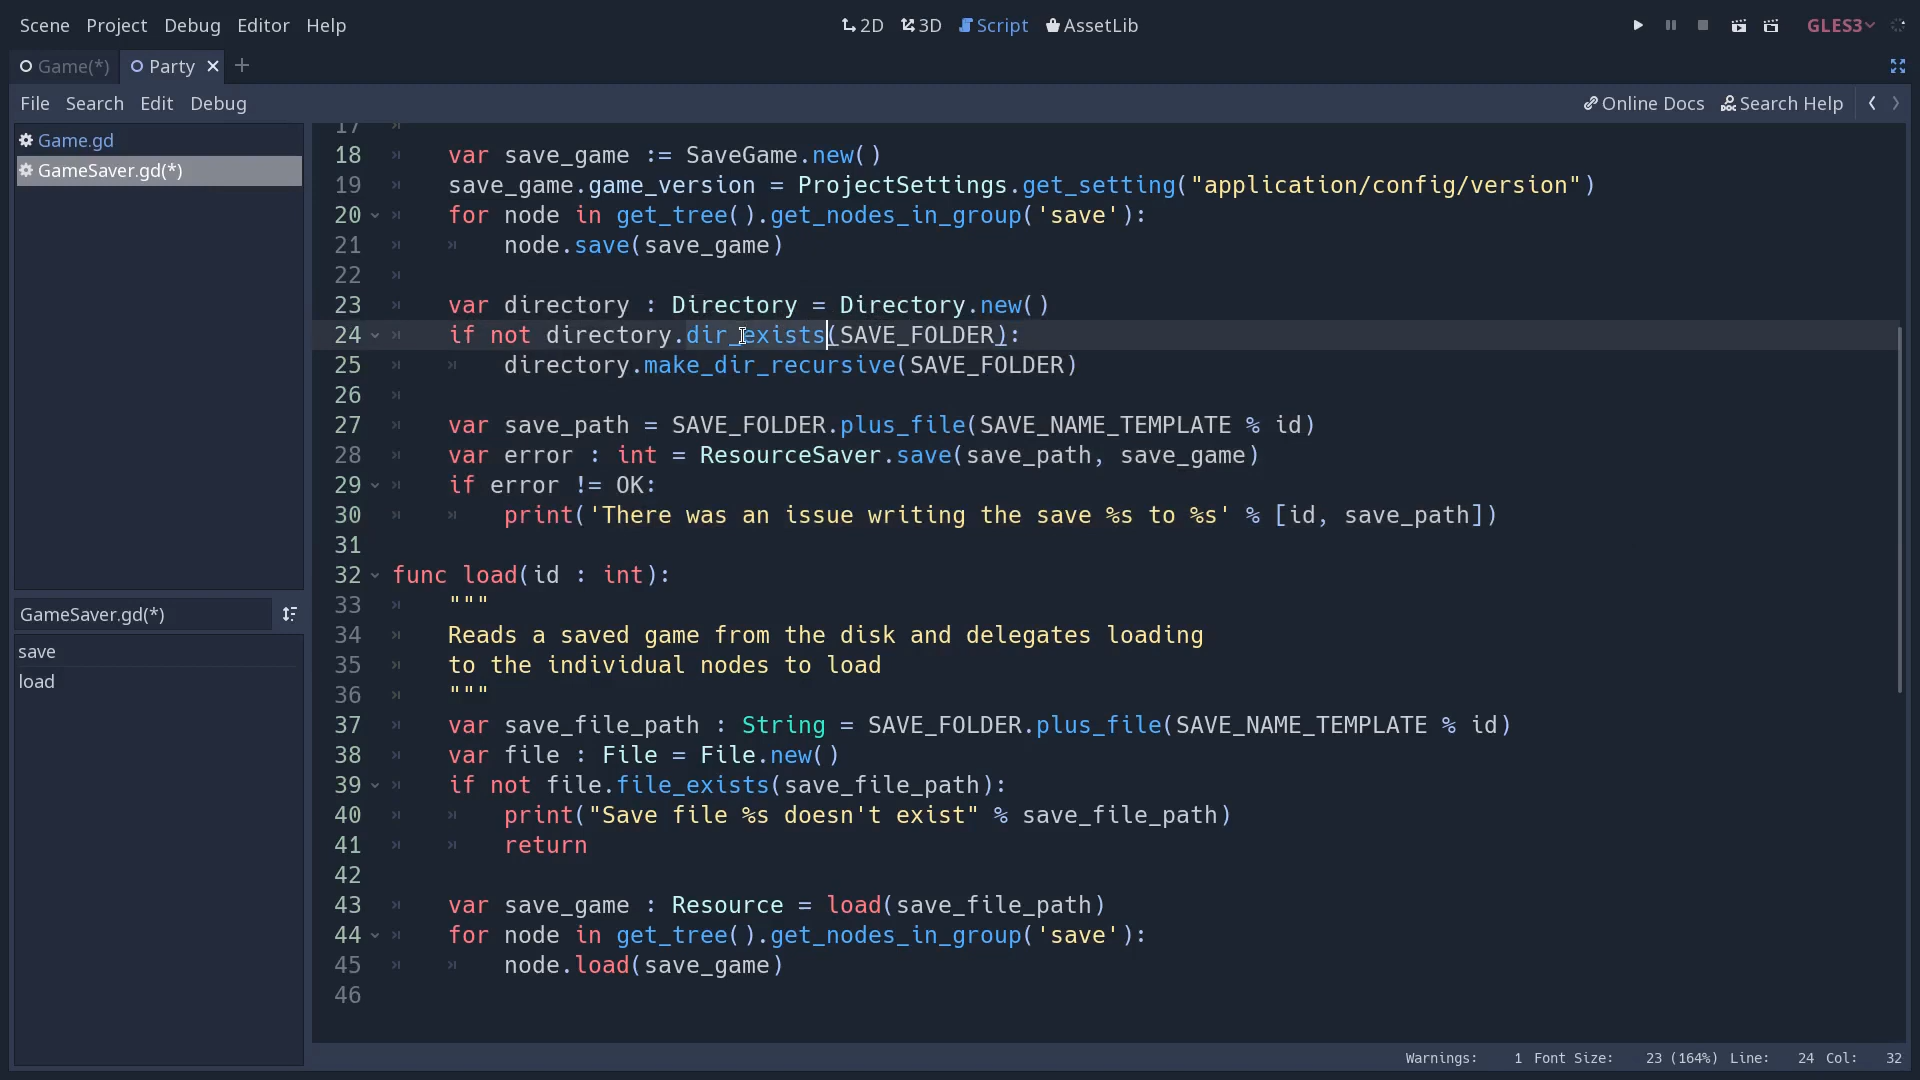 Scene Project Debug Editor Help
2D 3D Script AssetLib
GLES3
Game(*) Party
File Search Edit Debug
Online Docs Search Help
Game.gd
GameSaver.gd(*)
GameSaver.gd(*)
save
load
17
18 var save_game := SaveGame.new()
19 save_game.game_version = ProjectSettings.get_setting("application/config/version")
20 for node in get_tree().get_nodes_in_group('save'):
21 node.save(save_game)
22
23 var directory : Directory = Directory.new()
24 if not directory.dir_exists(SAVE_FOLDER):
25 directory.make_dir_recursive(SAVE_FOLDER)
26
27 var save_path = SAVE_FOLDER.plus_file(SAVE_NAME_TEMPLATE % id)
28 var error : int = ResourceSaver.save(save_path, save_game)
29 if error != OK:
30 print('There was an issue writing the save %s to %s' % [id, save_path])
31
32 func load(id : int):
33 """
34 Reads a saved game from the disk and delegates loading
35 to the individual nodes to load
36 """
37 var save_file_path : String = SAVE_FOLDER.plus_file(SAVE_NAME_TEMPLATE % id)
38 var file : File = File.new()
39 if not file.file_exists(save_file_path):
40 print("Save file %s doesn't exist" % save_file_path)
41 return
42
43 var save_game : Resource = load(save_file_path)
44 for node in get_tree().get_nodes_in_group('save'):
45 node.load(save_game)
46
Warnings: 1 Font Size: 23 (164%) Line: 24 Col: 32